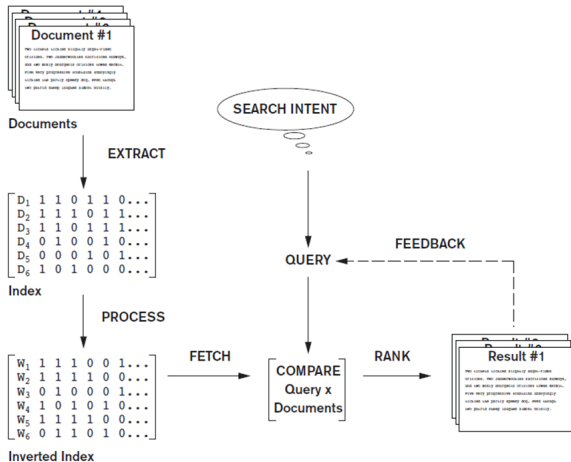 Document #1
Documents
EXTRACT
D1 1 1 0 1 1 0...
D2 1 1 1 0 1 1...
D3 1 1 0 1 1 1...
D4 0 1 0 0 1 0...
D5 0 0 0 1 0 1...
D6 1 0 1 0 0 0...
Index
PROCESS
W1 1 1 1 0 0 1...
W2 1 1 1 1 0 0...
W3 0 1 0 0 0 1...
W4 1 0 1 0 1 0...
W5 1 1 1 1 0 0...
W6 0 1 1 0 1 0...
Inverted Index
FETCH
SEARCH INTENT
QUERY
COMPARE
Query x
Documents
RANK
FEEDBACK
Result #1